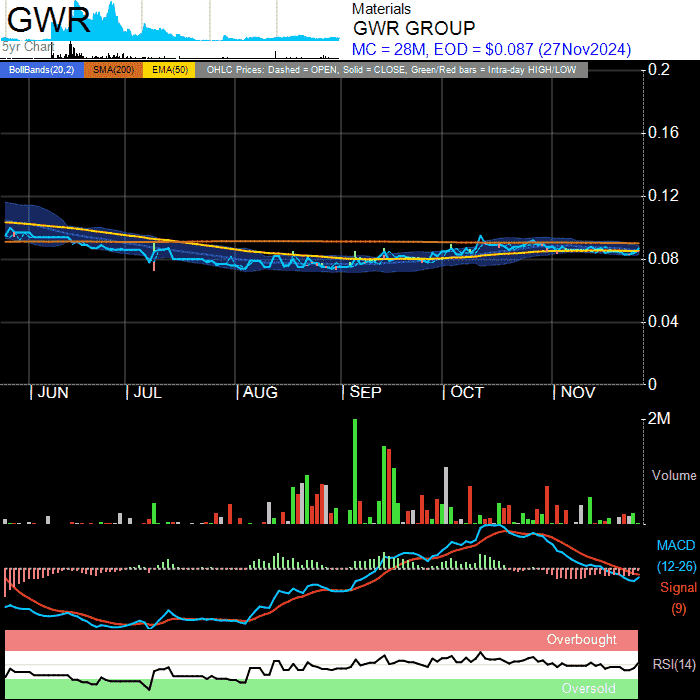 GWR
5yr Chart
Materials
GWR GROUP
MC = 28M, EOD = $0.087 (27Nov2024)
BollBands(20,2) SMA(200) EMA(50) OHLC Prices: Dashed = OPEN, Solid = CLOSE, Green/Red bars = Intra-day HIGH/LOW
0.2
0.16
0.12
0.08
0.04
0
JUN JUL AUG SEP OCT NOV
2M
Volume
MACD
(12-26)
Signal
(9)
Overbought
RSI(14)
Oversold